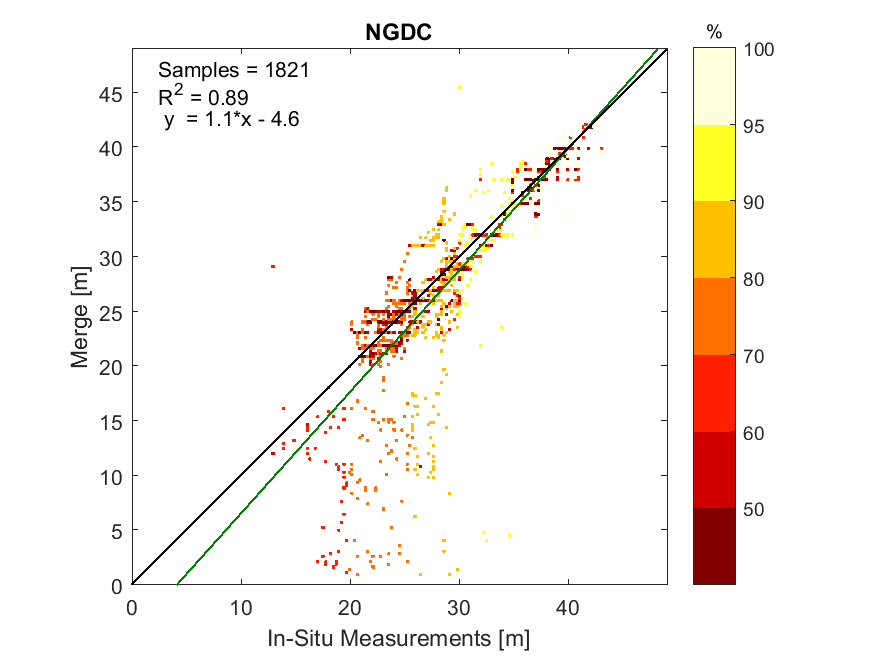 NGDC
%
Samples = 1821
R² = 0.89
y = 1.1*x - 4.6
45
40
35
30
25
20
15
10
5
0
Merge [m]
0 10 20 30 40
In-Situ Measurements [m]
100
95
90
80
70
60
50